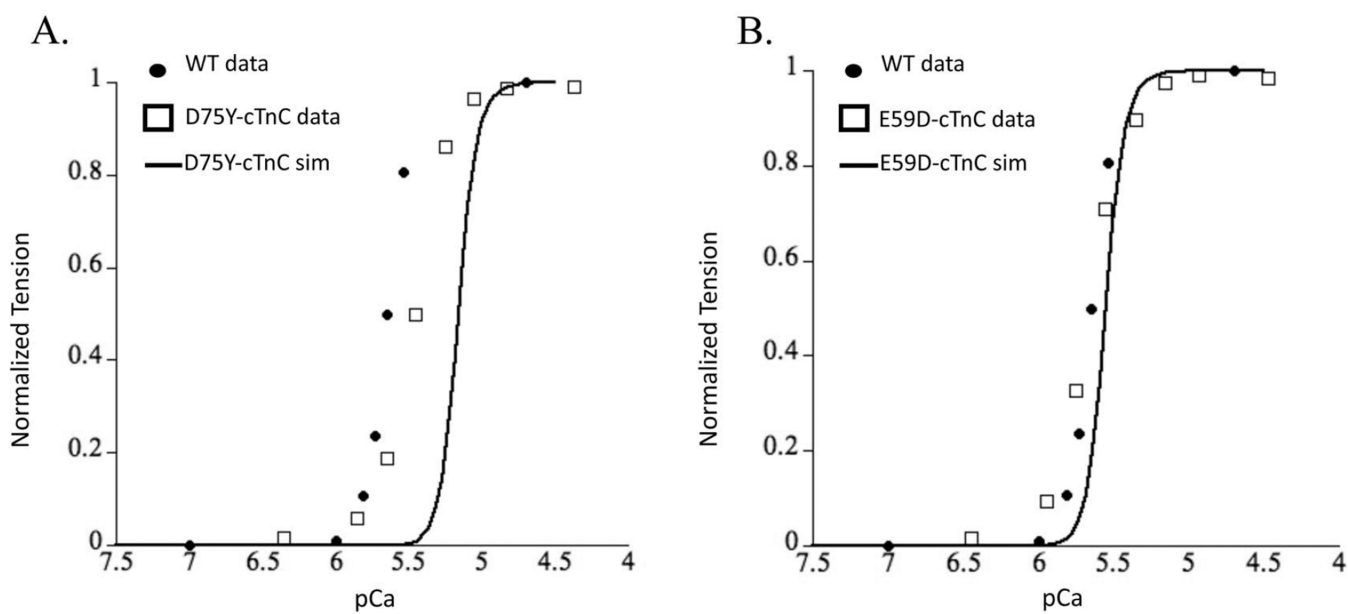 A.
WT data
D75Y-cTnC data
D75Y-cTnC sim
1
0.8
0.6
0.4
0.2
0
Normalized Tension
7.5 7 6.5 6 5.5 5 4.5 4
pCa
B.
WT data
E59D-cTnC data
E59D-cTnC sim
1
0.8
0.6
0.4
0.2
0
Normalized Tension
7.5 7 6.5 6 5.5 5 4.5 4
pCa